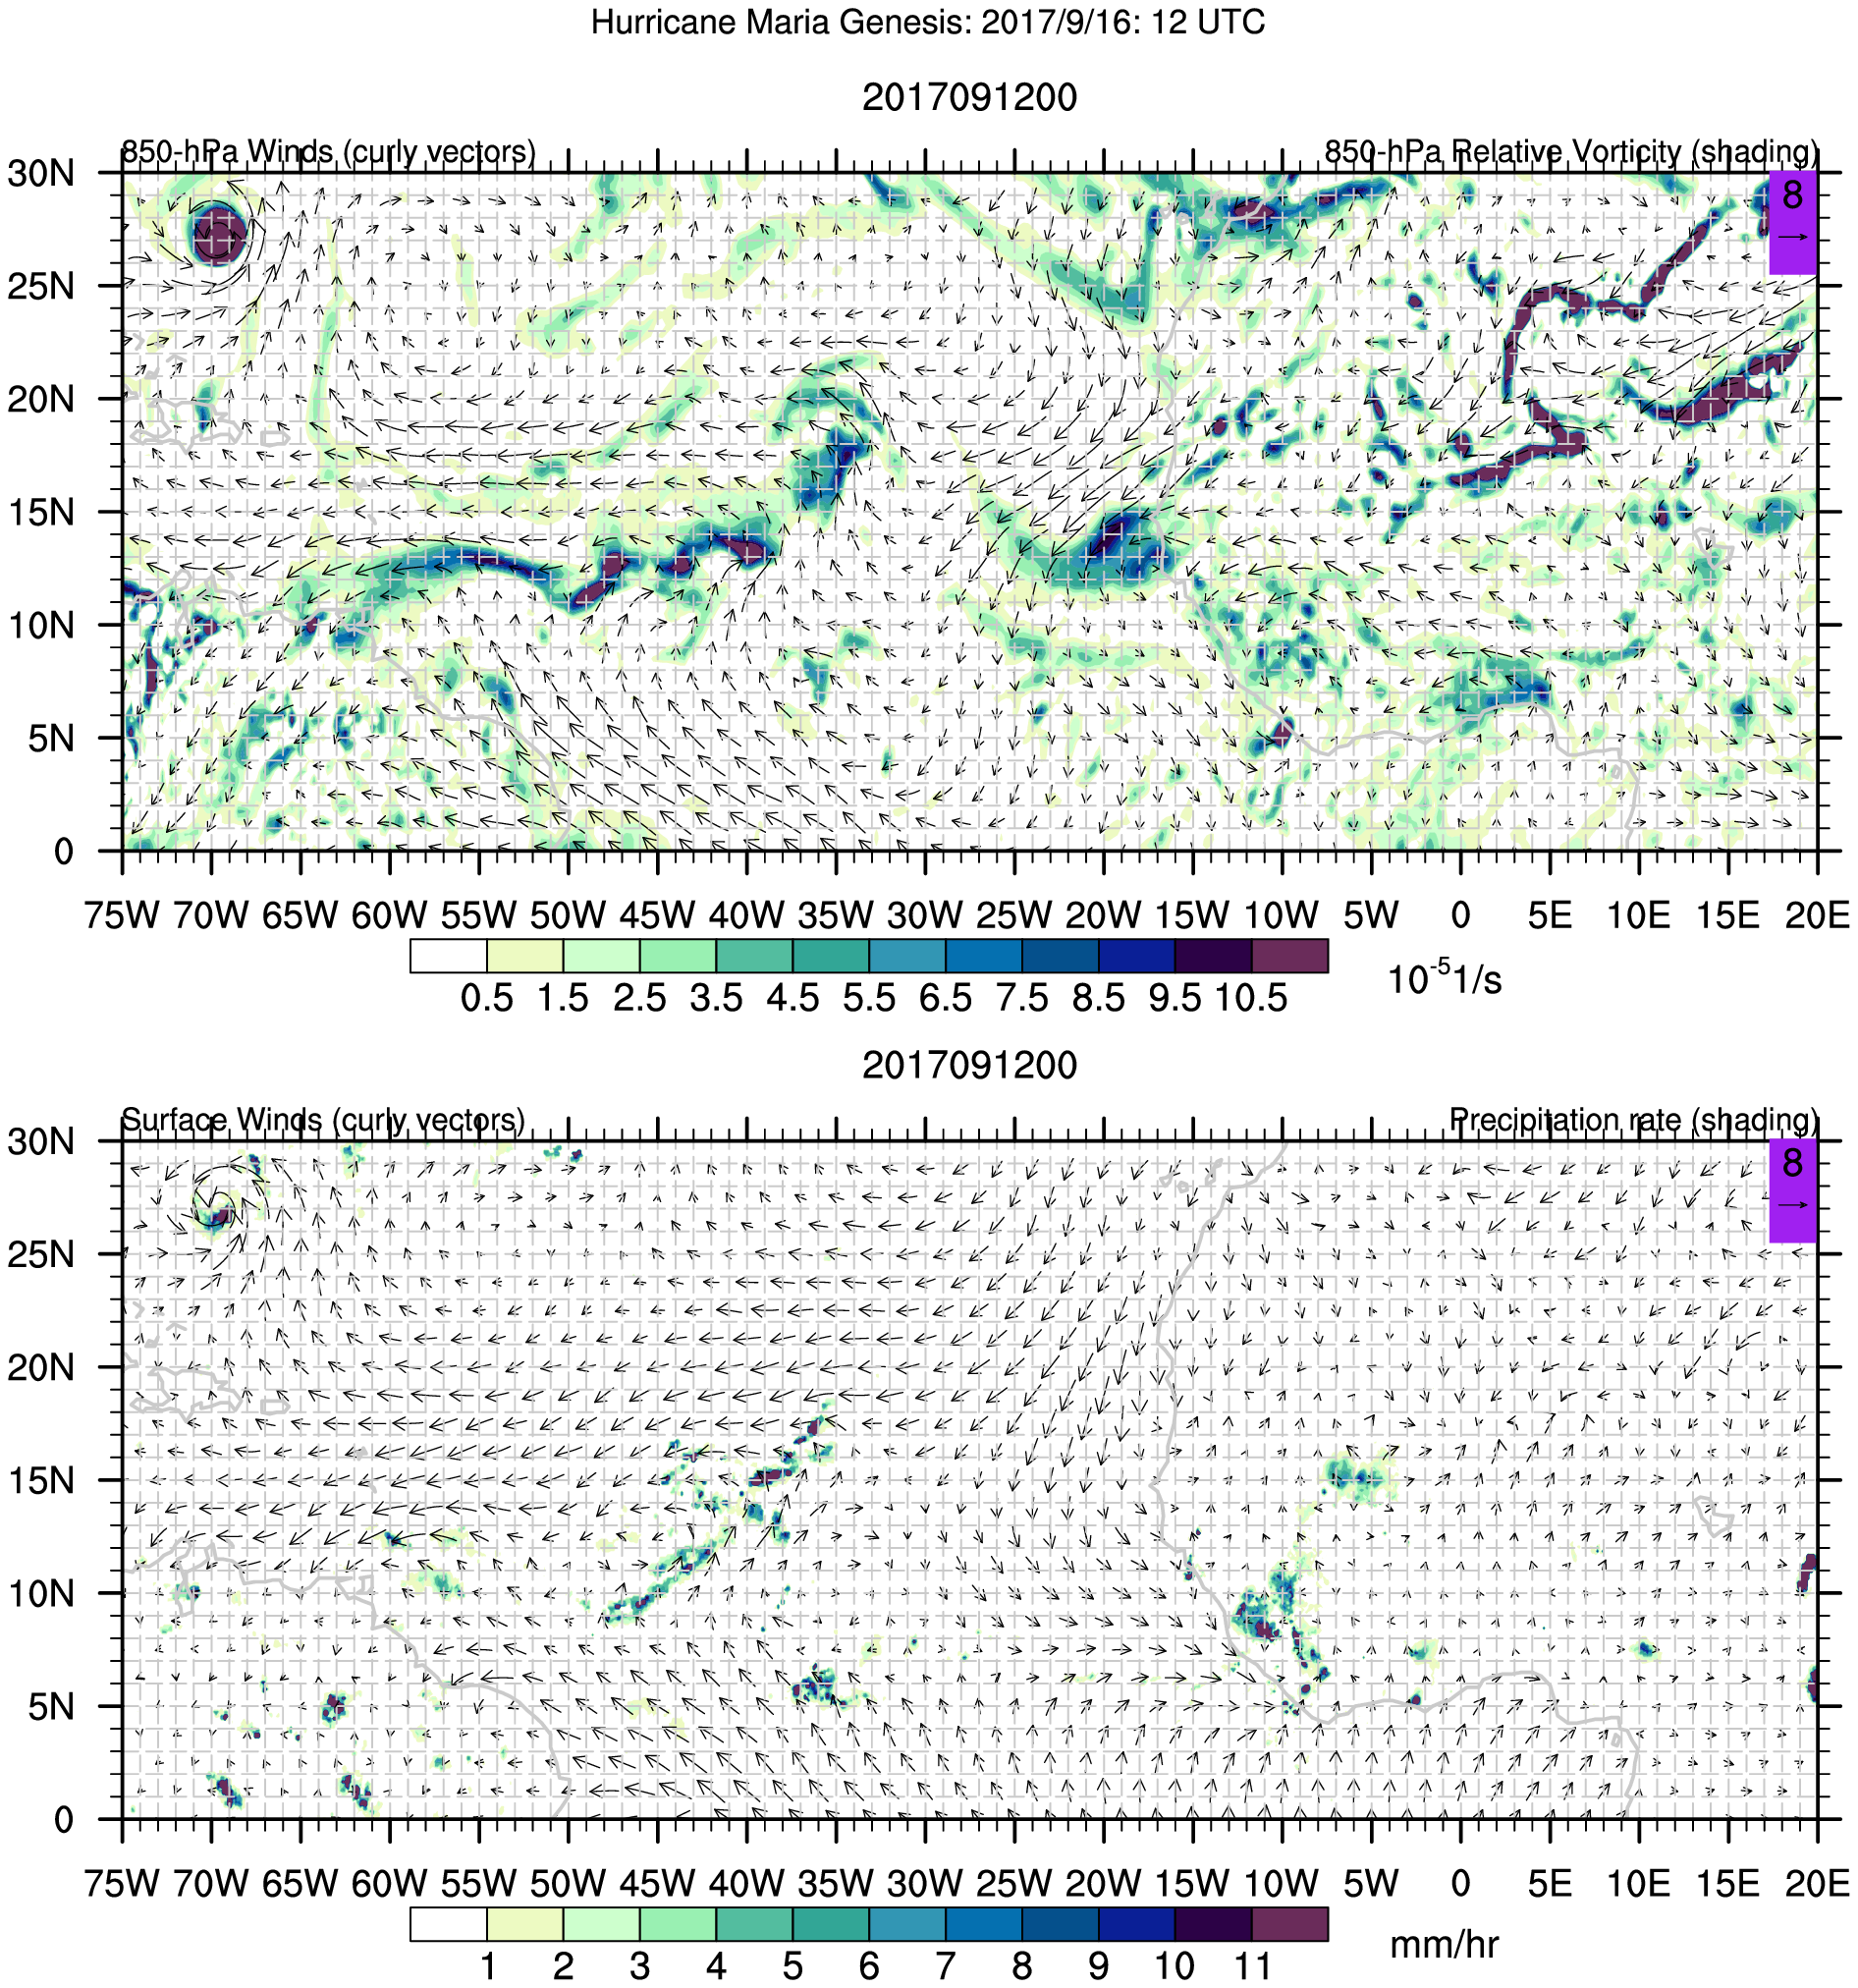 Hurricane Maria Genesis: 2017/9/16: 12 UTC
2017091200
850-hPa Winds (curly vectors) 850-hPa Relative Vorticity (shading)
30N
8
25N
20N
15N
10N
5N
0
75W 70W 65W 60W 55W 50W 45W 40W 35W 30W 25W 20W 15W 10W 5W 0 5E 10E 15E 20E
0.5 1.5 2.5 3.5 4.5 5.5 6.5 7.5 8.5 9.5 10.5
10⁻⁵1/s
2017091200
Surface Winds (curly vectors) Precipitation rate (shading)
30N
8
25N
20N
15N
10N
5N
0
75W 70W 65W 60W 55W 50W 45W 40W 35W 30W 25W 20W 15W 10W 5W 0 5E 10E 15E 20E
1 2 3 4 5 6 7 8 9 10 11
mm/hr